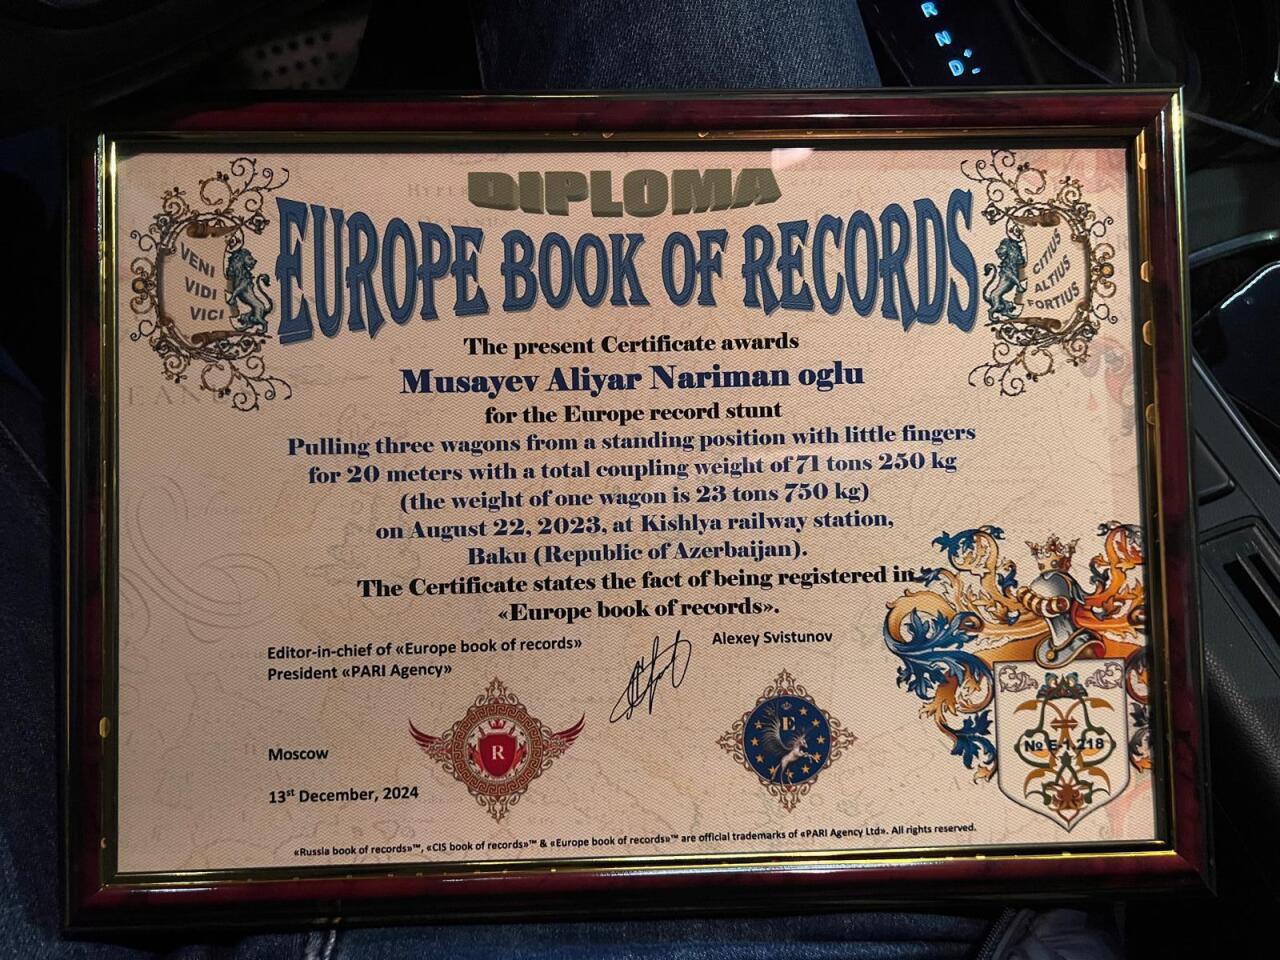 R
N
D
+
-
DIPLOMA
EUROPE BOOK OF RECORDS
VENI
VIDI
VICI
CITIUS
ALTIUS
FORTIUS
The present Certificate awards
Musayev Aliyar Nariman oglu
for the Europe record stunt
Pulling three wagons from a standing position with little fingers
for 20 meters with a total coupling weight of 71 tons 250 kg
(the weight of one wagon is 23 tons 750 kg)
on August 22, 2023, at Kishlya railway station,
Baku (Republic of Azerbaijan).
The Certificate states the fact of being registered in
«Europe book of records».
Editor-in-chief of «Europe book of records»
President «PARI Agency»
Alexey Svistunov
R
E
№ E-1.218
Moscow
13st December, 2024
«Russia book of records»™, «CIS book of records»™ & «Europe book of records»™ are official trademarks of «PARI Agency Ltd». All rights reserved.